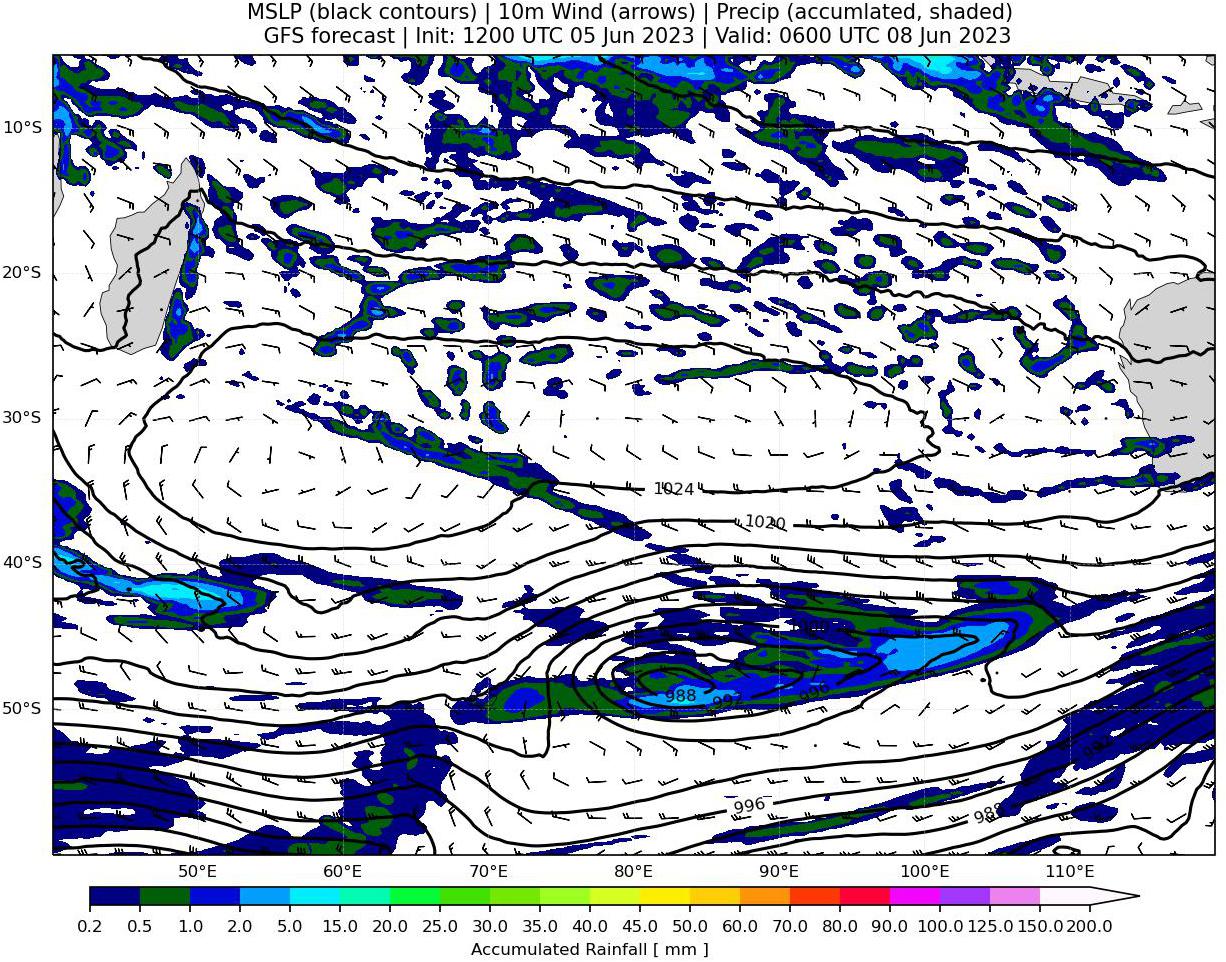 MSLP (black contours) | 10m Wind (arrows) | Precip (accumlated, shaded)
GFS forecast | Init: 1200 UTC 05 Jun 2023 | Valid: 0600 UTC 08 Jun 2023
10°S
20°S
30°S
1024
1020
40°S
988
992
996
50°S
992
996
988
50°E 60°E 70°E 80°E 90°E 100°E 110°E
0.2 0.5 1.0 2.0 5.0 10.0 15.0 20.0 25.0 30.0 35.0 40.0 45.0 50.0 60.0 70.0 80.0 90.0 100.0 125.0 150.0 200.0
Accumulated Rainfall [ mm ]